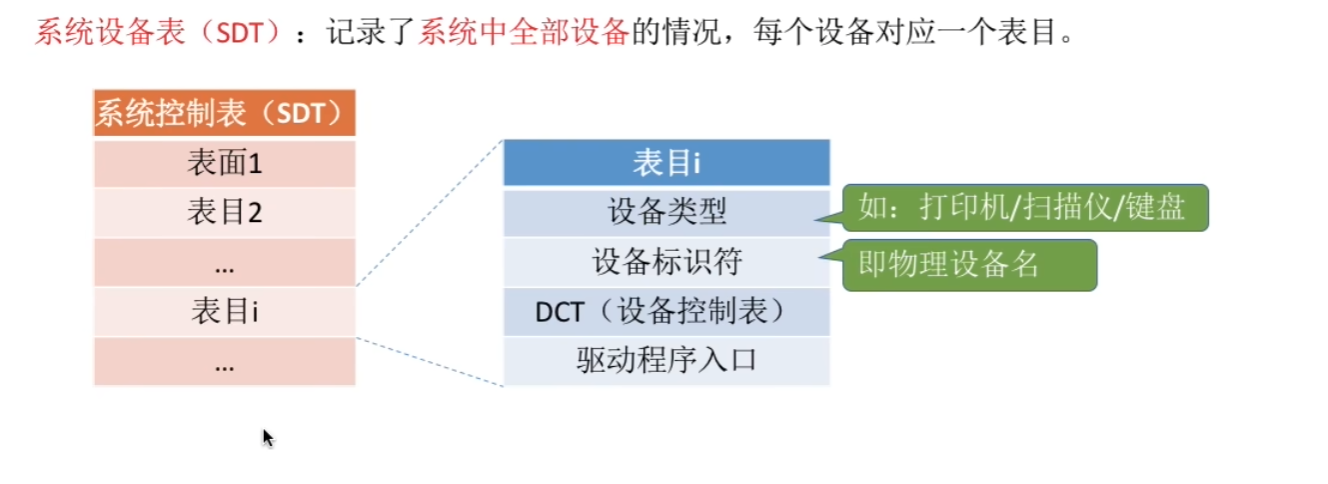 系统设备表（SDT）：记录了系统中全部设备的情况，每个设备对应一个表目。
系统控制表（SDT）
表面1
表目2
...
表目i
...
表目i
设备类型
设备标识符
DCT（设备控制表）
驱动程序入口
如：打印机/扫描仪/键盘
即物理设备名